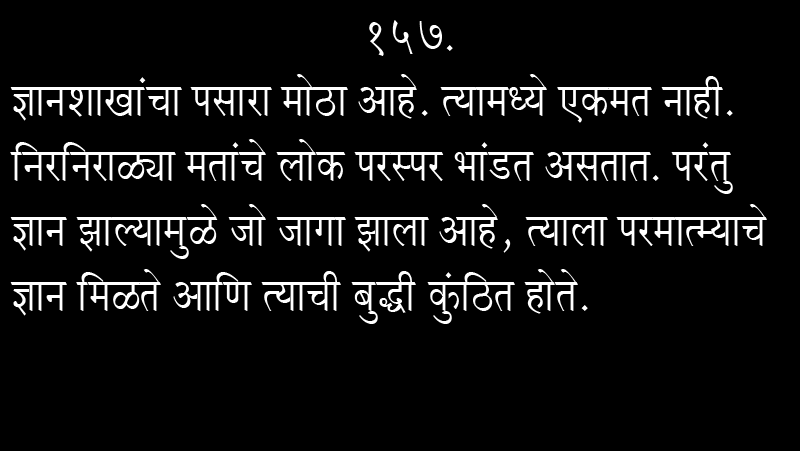 १५७.
ज्ञानशाखांचा पसारा मोठा आहे. त्यामध्ये एकमत नाही.
निरनिराळ्या मतांचे लोक परस्पर भांडत असतात. परंतु
ज्ञान झाल्यामुळे जो जागा झाला आहे, त्याला परमात्म्याचे
ज्ञान मिळते आणि त्याची बुद्धी कुंठित होते.